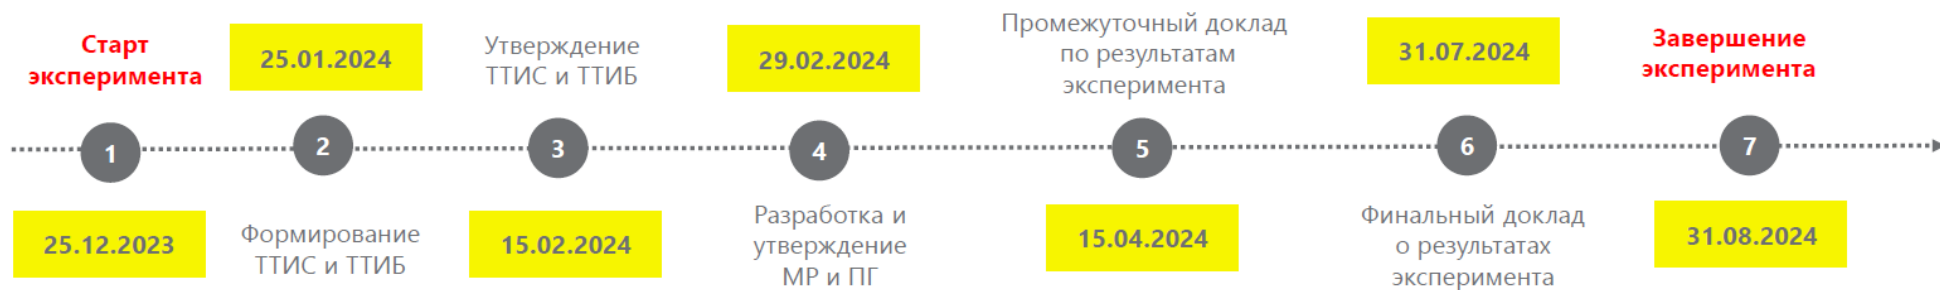 Старт
эксперимента
1
25.12.2023
25.01.2024
2
Формирование
ТТИС и ТТИБ
Утверждение
ТТИС и ТТИБ
3
15.02.2024
29.02.2024
4
Разработка и
утверждение
МР и ПГ
Промежуточный доклад
по результатам
эксперимента
5
15.04.2024
31.07.2024
6
Финальный доклад
о результатах
эксперимента
Завершение
эксперимента
7
31.08.2024